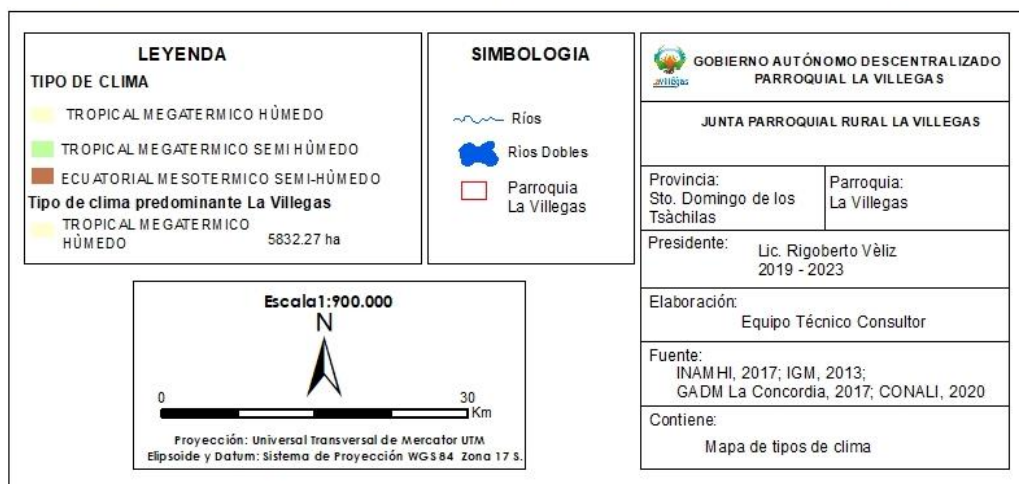 LEYENDA
TIPO DE CLIMA
TROPICAL MEGATERMICO HÙMEDO
TROPICAL MEGATERMICO SEMI HÙMEDO
ECUATORIAL MESOTERMICO SEMI-HÙMEDO
Tipo de clima predominante La Villegas
TROPICAL MEGATERMICO
HÙMEDO 5832.27 ha
SIMBOLOGIA
Ríos
Rìos Dobles
Parroquia
La Villegas
Villegas
GOBIERNO AUTÓNOMO DESCENTRALIZADO
PARROQUIAL LA VILLEGAS
JUNTA PARROQUIAL RURAL LA VILLEGAS
Provincia:
Sto. Domingo de los
Tsàchilas
Parroquia:
La Villegas
Presidente:
Lic. Rigoberto Vèliz
2019 - 2023
Elaboración:
Equipo Técnico Consultor
Fuente:
INAMHI, 2017; IGM, 2013;
GADM La Concordia, 2017; CONALI, 2020
Contiene:
Mapa de tipos de clima
Escala1:900.000
N
0 30
Km
Proyección: Universal Transversal de Mercator UTM
Elipsoide y Datum: Sistema de Proyección WGS 84 Zona 17 S.